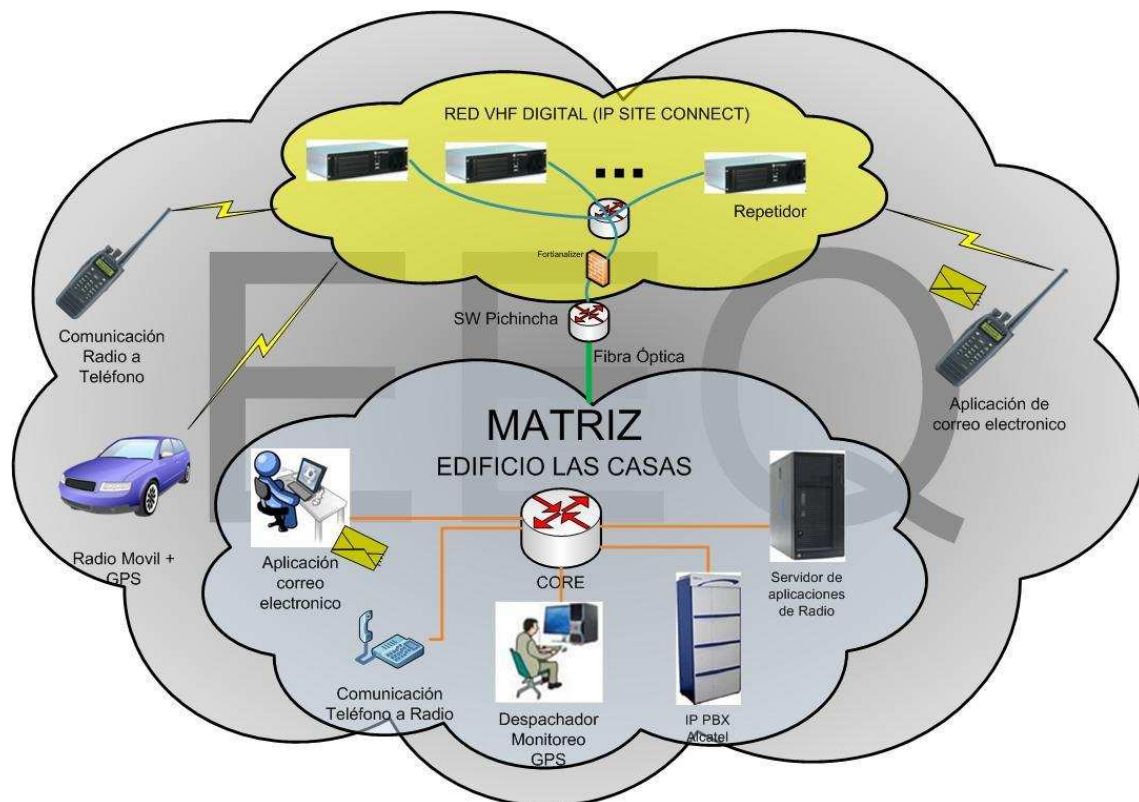 RED VHF DIGITAL (IP SITE CONNECT)
Repetidor
Fortianalizer
SW Pichincha
Fibra Óptica
Comunicación
Radio a
Teléfono
Aplicación de
correo electronico
Radio Movil +
GPS
EEQ
MATRIZ
EDIFICIO LAS CASAS
CORE
Aplicación
correo
electronico
Servidor de
aplicaciones
de Radio
Comunicación
Teléfono a Radio
Despachador
Monitoreo
GPS
IP PBX
Alcatel